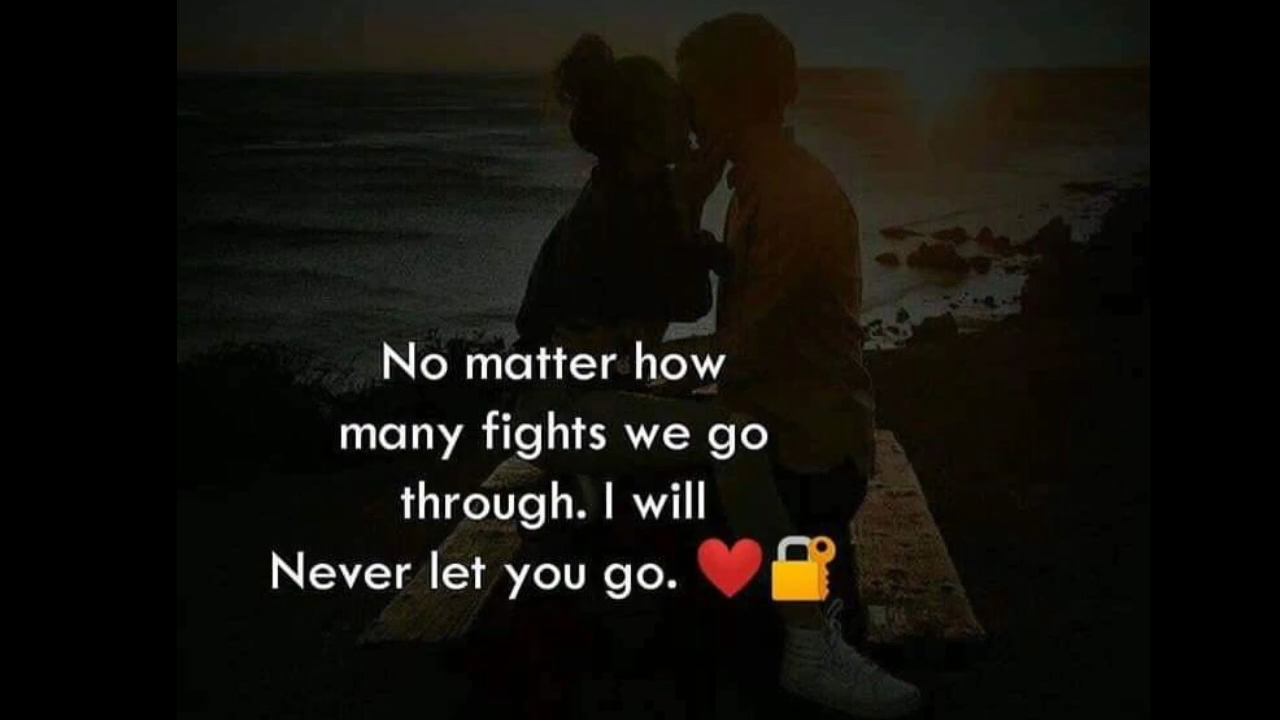 No matter how
many fights we go
through. I will
Never let you go. ❤️🔐